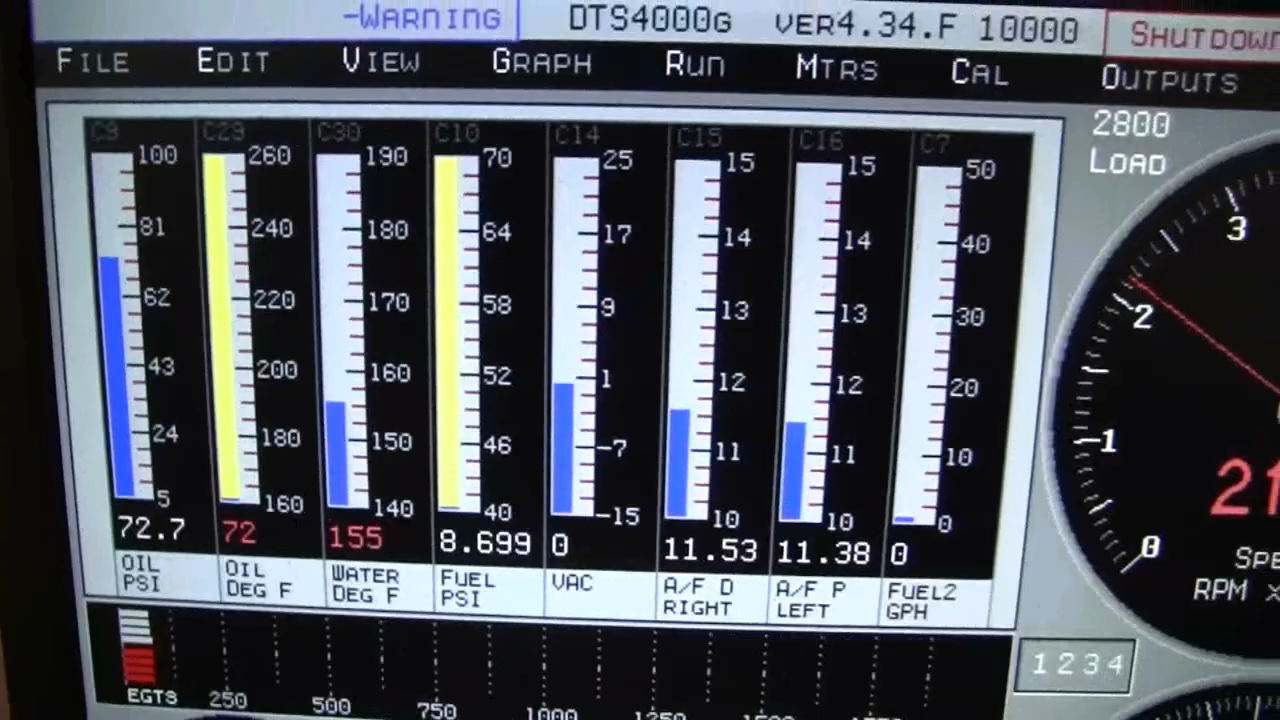 -WARNING DTS4000G VER4.34.F 10000 SHUTDOWN
FILE EDIT VIEW GRAPH RUN MTRS CAL OUTPUTS
C9 C29 C30 C10 C14 C15 C16 C7
100 260 190 70 25 15 15 50
81 240 180 64 17 14 14 40
62 220 170 58 9 13 13 30
43 200 160 52 1 12 12 20
24 180 150 46 -7 11 11 10
5 160 140 40 -15 10 10 0
72.7 72 155 8.699 0 11.53 11.38 0
OIL PSI
OIL DEG F
WATER DEG F
FUEL PSI
VAC
A/F D RIGHT
A/F P LEFT
FUEL2 GPH
2800
LOAD
3
2
1
0
21
SPE
RPM X
1234
EGTS 250 500 750 1000 1250